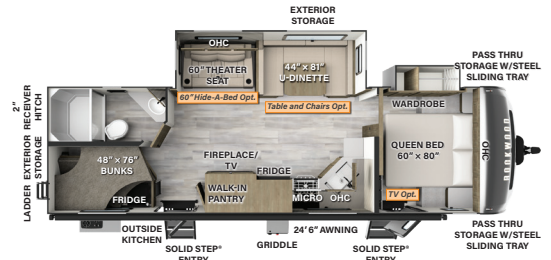 EXTERIOR
STORAGE
OHC
60" THEATER
SEAT
60" Hide-A-Bed Opt.
44" x 81"
U-DINETTE
Table and Chairs Opt.
PASS THRU
STORAGE W/STEEL
SLIDING TRAY
WARDROBE
QUEEN BED
60" x 80"
OHC
ROCKWOOD
TV Opt.
2"
HITCH
RECEIVER
EXTERIOR
STORAGE
LADDER
48" x 76"
BUNKS
FRIDGE
FIREPLACE/
TV
FRIDGE
WALK-IN
PANTRY
MICRO
OHC
OUTSIDE
KITCHEN
SOLID STEP®
ENTRY
GRIDDLE
24' 6" AWNING
SOLID STEP®
ENTRY
PASS THRU
STORAGE W/STEEL
SLIDING TRAY